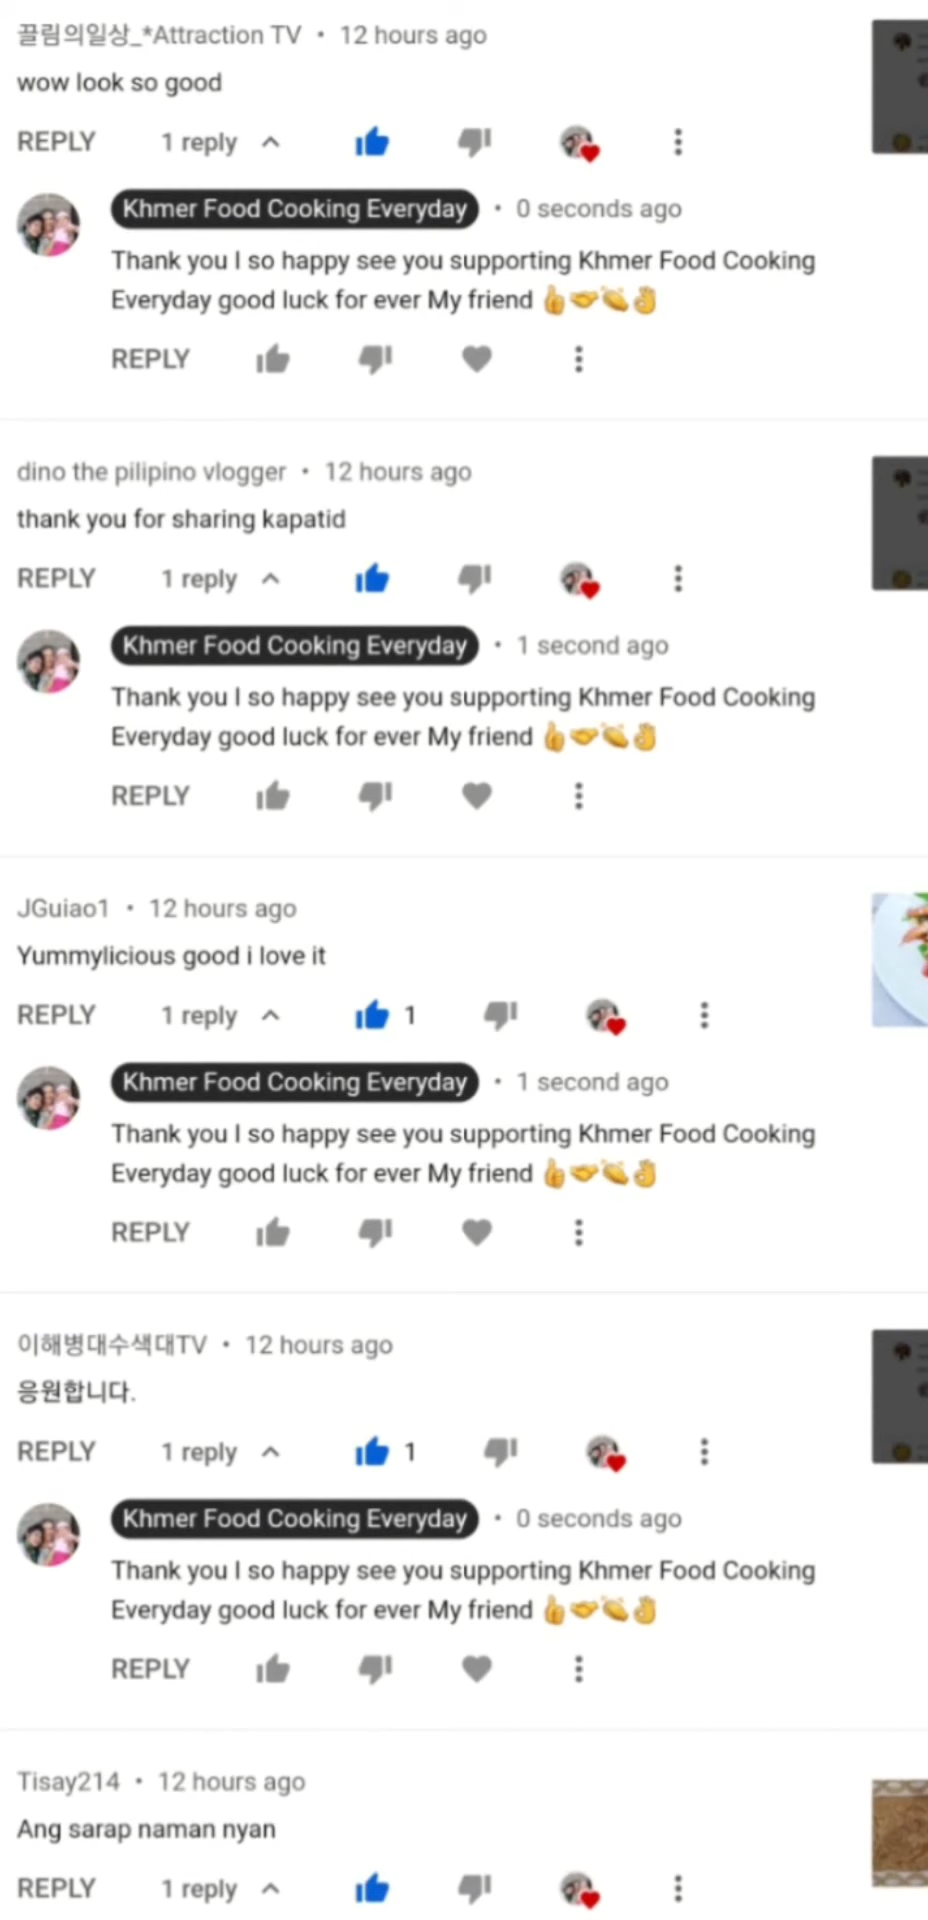 끌림의일상_*Attraction TV • 12 hours ago
wow look so good
REPLY 1 reply
Khmer Food Cooking Everyday • 0 seconds ago
Thank you I so happy see you supporting Khmer Food Cooking
Everyday good luck for ever My friend 👍🤝👏👌
REPLY
dino the pilipino vlogger • 12 hours ago
thank you for sharing kapatid
REPLY 1 reply
Khmer Food Cooking Everyday • 1 second ago
Thank you I so happy see you supporting Khmer Food Cooking
Everyday good luck for ever My friend 👍🤝👏👌
REPLY
JGuiao1 • 12 hours ago
Yummylicious good i love it
REPLY 1 reply 1
Khmer Food Cooking Everyday • 1 second ago
Thank you I so happy see you supporting Khmer Food Cooking
Everyday good luck for ever My friend 👍🤝👏👌
REPLY
이해병대수색대TV • 12 hours ago
응원합니다.
REPLY 1 reply 1
Khmer Food Cooking Everyday • 0 seconds ago
Thank you I so happy see you supporting Khmer Food Cooking
Everyday good luck for ever My friend 👍🤝👏👌
REPLY
Tisay214 • 12 hours ago
Ang sarap naman nyan
REPLY 1 reply